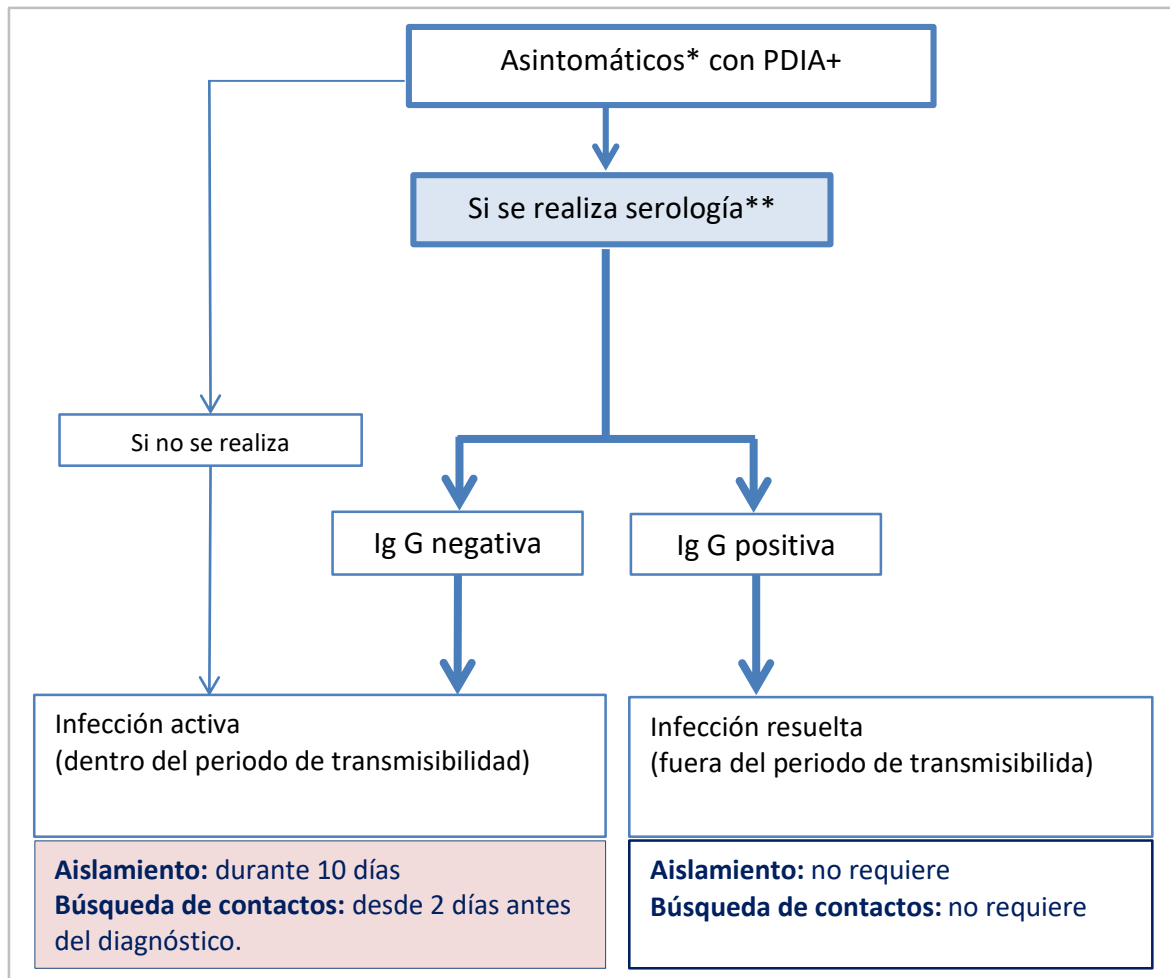 Asintomáticos* con PDIA+
Si se realiza serología**
Si no se realiza
Ig G negativa
Ig G positiva
Infección activa
(dentro del periodo de transmisibilidad)
Infección resuelta
(fuera del periodo de transmisibilida)
Aislamiento: durante 10 días
Búsqueda de contactos: desde 2 días antes
del diagnóstico.
Aislamiento: no requiere
Búsqueda de contactos: no requiere